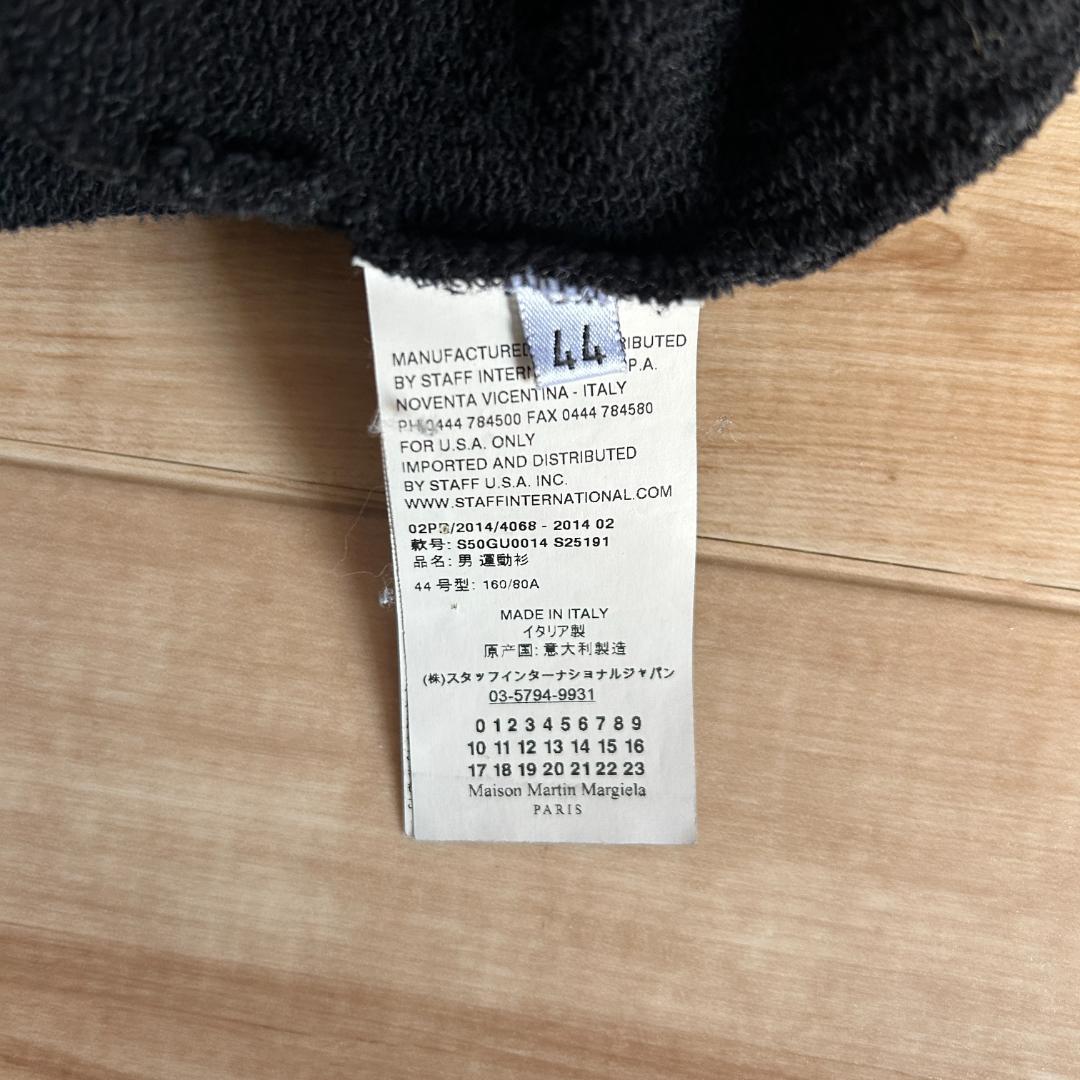 44
MANUFACTURED RIBUTED
BY STAFF P.A.
NOVENTA VICENTINA - ITALY
PH 0444 784500 FAX 0444 784580
FOR U.S.A. ONLY
IMPORTED AND DISTRIBUTED
BY STAFF U.S.A. INC.
WWW.STAFFINTERNATIONAL.COM
/2014/4068 - 2014 02
款号: S50GU0014 S25191
品名: 男 運動衫
44 号型: 160/80A
MADE IN ITALY
イタリア製
原产国: 意大利製造
(株)スタッフインターナショナルジャパン
03-5794-9931
0 1 2 3 4 5 6 7 8 9
10 11 12 13 14 15 16
17 18 19 20 21 22 23
Maison Martin Margiela
PARIS